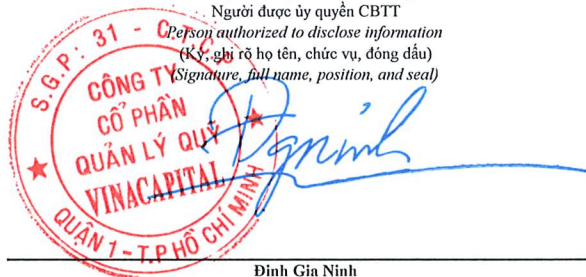 Người được ủy quyền CBTT
Person authorized to disclose information
(Ký, ghi rõ họ tên, chức vụ, đóng dấu)
(Signature, full name, position, and seal)
S.G.P: 31 - C.T.C.P
CÔNG TY
CỔ PHẦN
QUẢN LÝ QUỸ
VINACAPITAL
QUẬN 1 - T.P HỒ CHÍ MINH
Đinh Gia Ninh